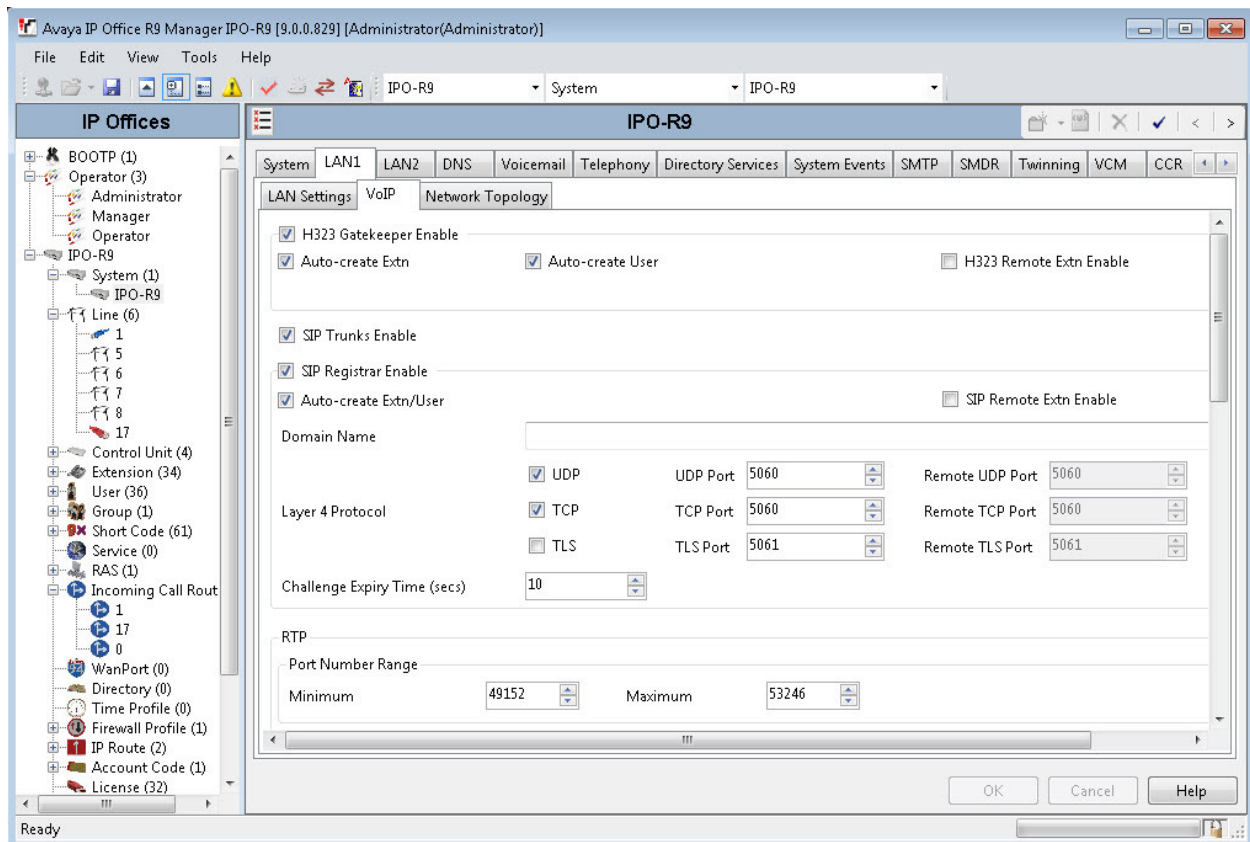 Avaya IP Office R9 Manager IPO-R9 [9.0.0.829] [Administrator(Administrator)]
File Edit View Tools Help
IPO-R9 System IPO-R9
IP Offices
BOOTP (1)
Operator (3)
Administrator
Manager
Operator
IPO-R9
System (1)
IPO-R9
Line (6)
1
5
6
7
8
17
Control Unit (4)
Extension (34)
User (36)
Group (1)
Short Code (61)
Service (0)
RAS (1)
Incoming Call Rout
1
17
0
WanPort (0)
Directory (0)
Time Profile (0)
Firewall Profile (1)
IP Route (2)
Account Code (1)
License (32)
IPO-R9
System LAN1 LAN2 DNS Voicemail Telephony Directory Services System Events SMTP SMDR Twinning VCM CCR
LAN Settings VoIP Network Topology
H323 Gatekeeper Enable
Auto-create Extn Auto-create User H323 Remote Extn Enable
SIP Trunks Enable
SIP Registrar Enable
Auto-create Extn/User SIP Remote Extn Enable
Domain Name
UDP UDP Port 5060 Remote UDP Port 5060
Layer 4 Protocol TCP TCP Port 5060 Remote TCP Port 5060
TLS TLS Port 5061 Remote TLS Port 5061
Challenge Expiry Time (secs) 10
RTP
Port Number Range
Minimum 49152 Maximum 53246
OK Cancel Help
Ready